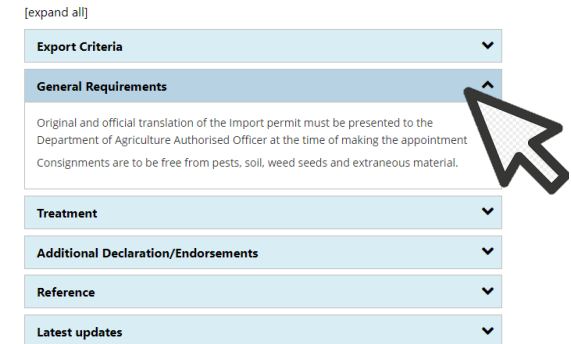 [expand all]
Export Criteria
General Requirements
Original and official translation of the Import permit must be presented to the
Department of Agriculture Authorised Officer at the time of making the appointment
Consignments are to be free from pests, soil, weed seeds and extraneous material.
Treatment
Additional Declaration/Endorsements
Reference
Latest updates